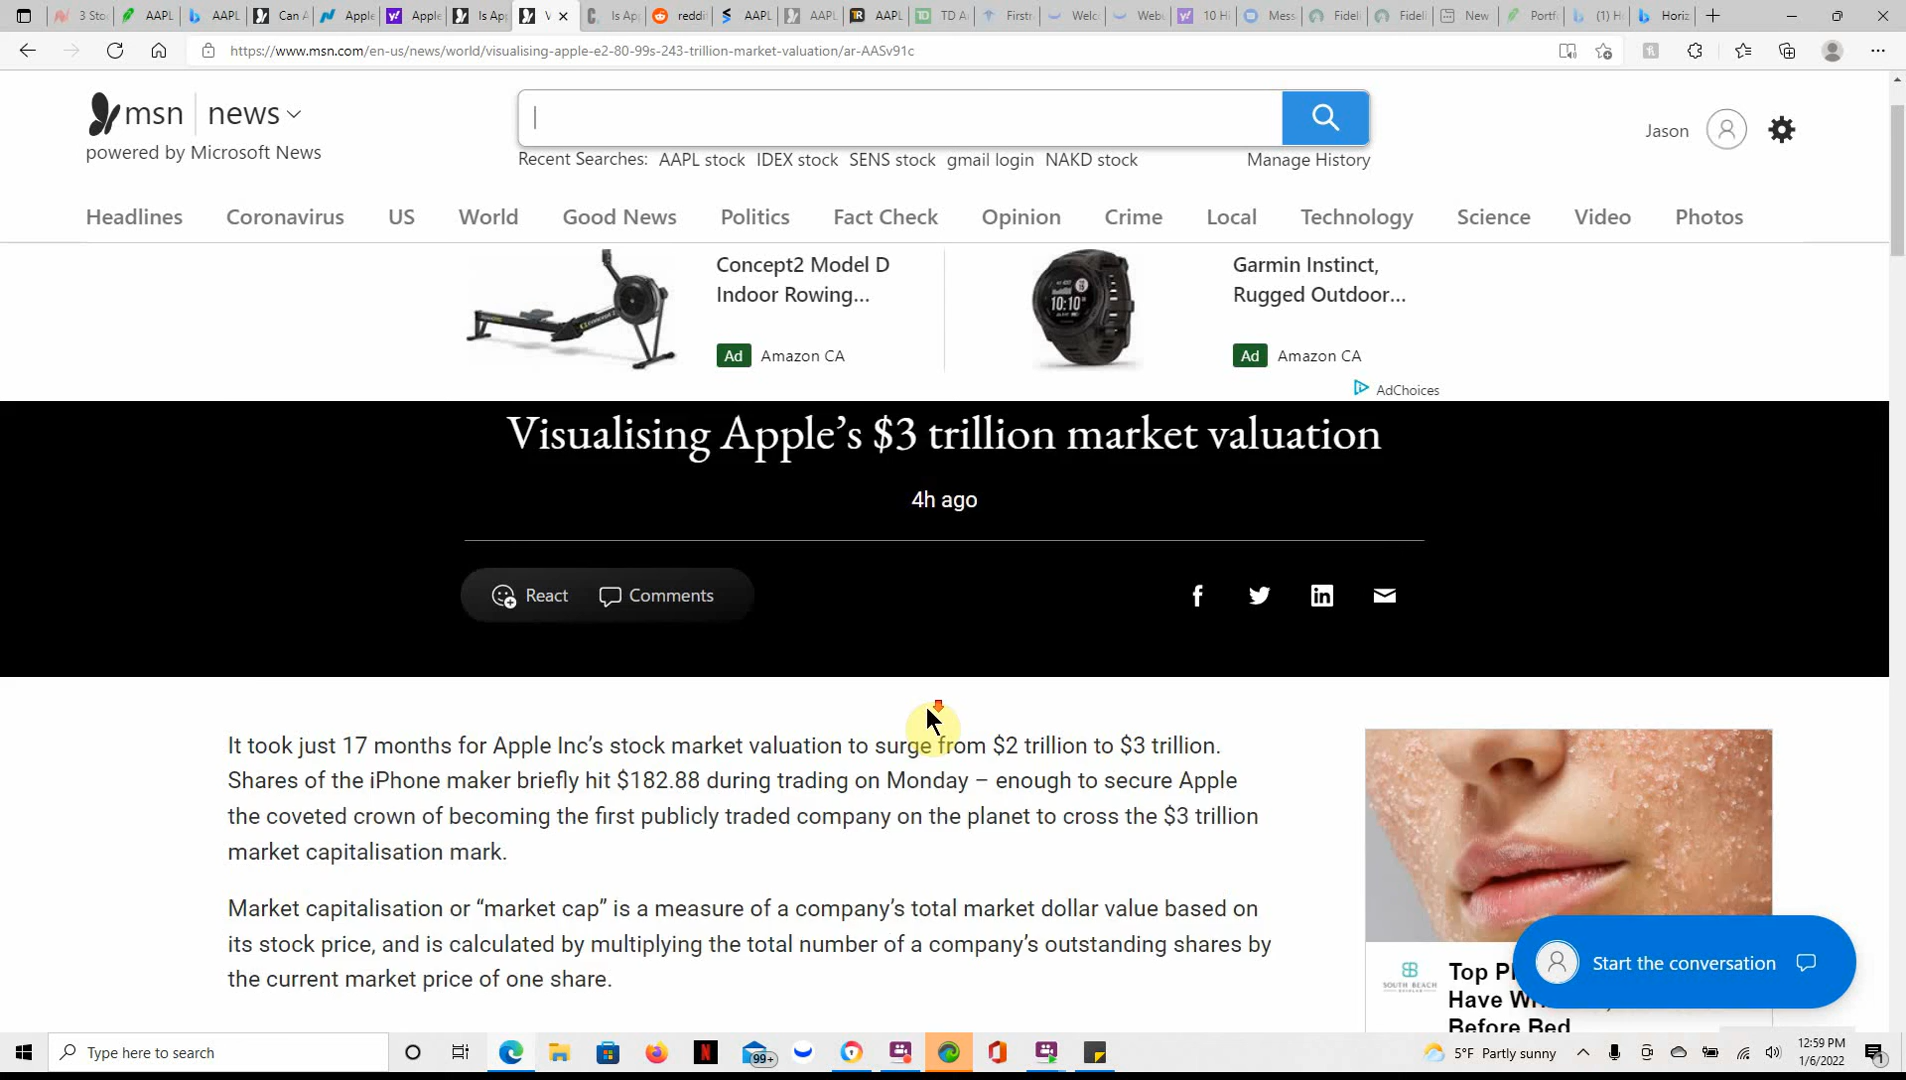 3 Sto
AAPL
AAPL
Can A
Apple
Apple
Is App
V
Is Ap
reddi
AAPL
AAPL
AAPL
TD A
First
Welc
Web
10 Hi
Mess
Fideli
Fideli
New
Portf
(1) H
Horiz
https://www.msn.com/en-us/news/world/visualising-apple-e2-80-99s-243-trillion-market-valuation/ar-AASv91c
msn | news
powered by Microsoft News
Recent Searches: AAPL stock IDEX stock SENS stock gmail login NAKD stock
Manage History
Jason
Headlines Coronavirus US World Good News Politics Fact Check Opinion Crime Local Technology Science Video Photos
Concept2 Model D
Indoor Rowing...
Ad Amazon CA
Garmin Instinct,
Rugged Outdoor...
Ad Amazon CA
10:10
AdChoices
Visualising Apple’s $3 trillion market valuation
4h ago
React
Comments
It took just 17 months for Apple Inc’s stock market valuation to surge from $2 trillion to $3 trillion.
Shares of the iPhone maker briefly hit $182.88 during trading on Monday – enough to secure Apple
the coveted crown of becoming the first publicly traded company on the planet to cross the $3 trillion
market capitalisation mark.
Market capitalisation or “market cap” is a measure of a company’s total market dollar value based on
its stock price, and is calculated by multiplying the total number of a company’s outstanding shares by
the current market price of one share.
SOUTH BEACH
Top Pl
Have W
Before Bed
Start the conversation
Type here to search
99+
5°F Partly sunny
12:59 PM
1/6/2022
1